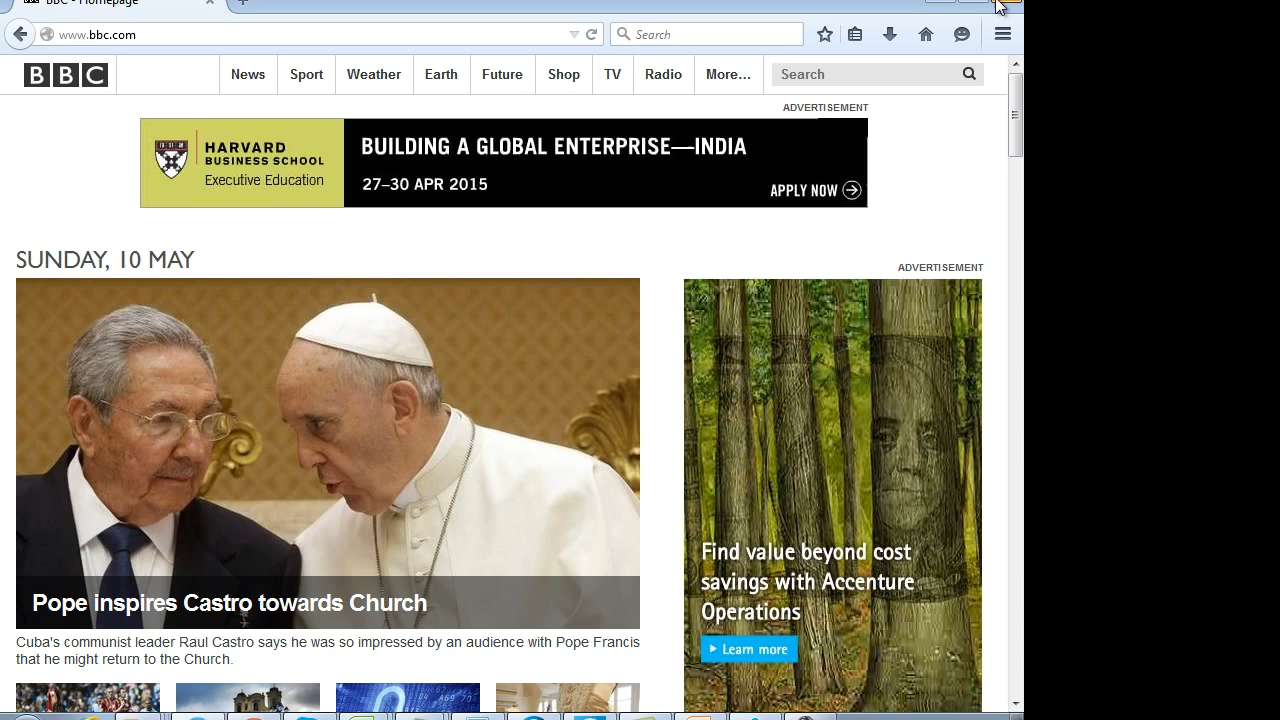 BBC - Homepage
www.bbc.com
Search
BBC
News
Sport
Weather
Earth
Future
Shop
TV
Radio
More...
Search
ADVERTISEMENT
HARVARD
BUSINESS SCHOOL
Executive Education
BUILDING A GLOBAL ENTERPRISE—INDIA
27–30 APR 2015
APPLY NOW
SUNDAY, 10 MAY
ADVERTISEMENT
Pope inspires Castro towards Church
Cuba's communist leader Raul Castro says he was so impressed by an audience with Pope Francis
that he might return to the Church.
Find value beyond cost
savings with Accenture
Operations
Learn more